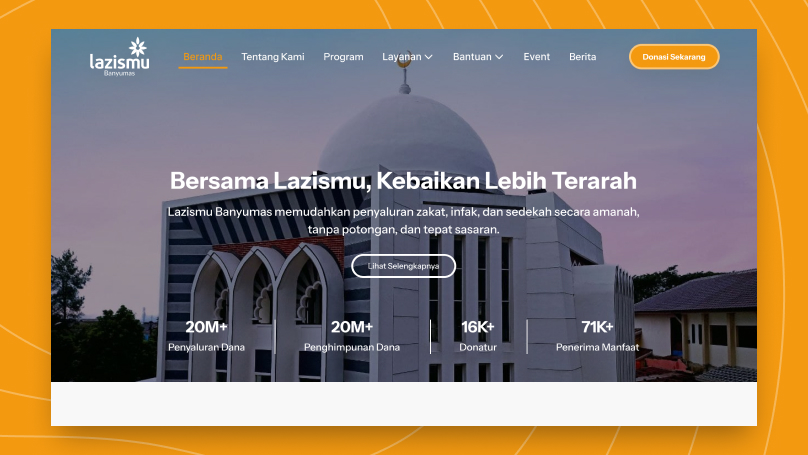 lazismu
Banyumas
Beranda
Tentang Kami
Program
Layanan
Bantuan
Event
Berita
Donasi Sekarang
Bersama Lazismu, Kebaikan Lebih Terarah
Lazismu Banyumas memudahkan penyaluran zakat, infak, dan sedekah secara amanah,
tanpa potongan, dan tepat sasaran.
Lihat Selengkapnya
20M+
Penyaluran Dana
20M+
Penghimpunan Dana
16K+
Donatur
71K+
Penerima Manfaat